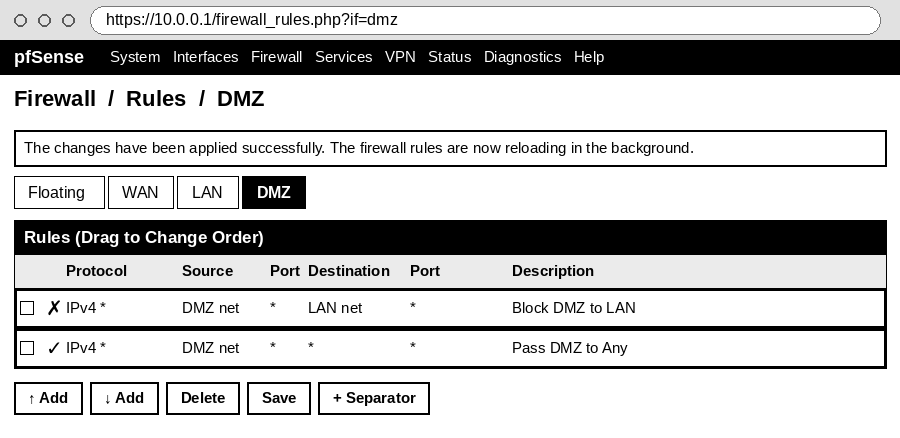 https://10.0.0.1/firewall_rules.php?if=dmz
pfSense System Interfaces Firewall Services VPN Status Diagnostics Help
Firewall / Rules / DMZ
The changes have been applied successfully. The firewall rules are now reloading in the background.
Floating WAN LAN DMZ
Rules (Drag to Change Order)
Protocol Source Port Destination Port Description
✗ IPv4 * DMZ net * LAN net * Block DMZ to LAN
✓ IPv4 * DMZ net * * * Pass DMZ to Any
↑ Add ↓ Add Delete Save + Separator